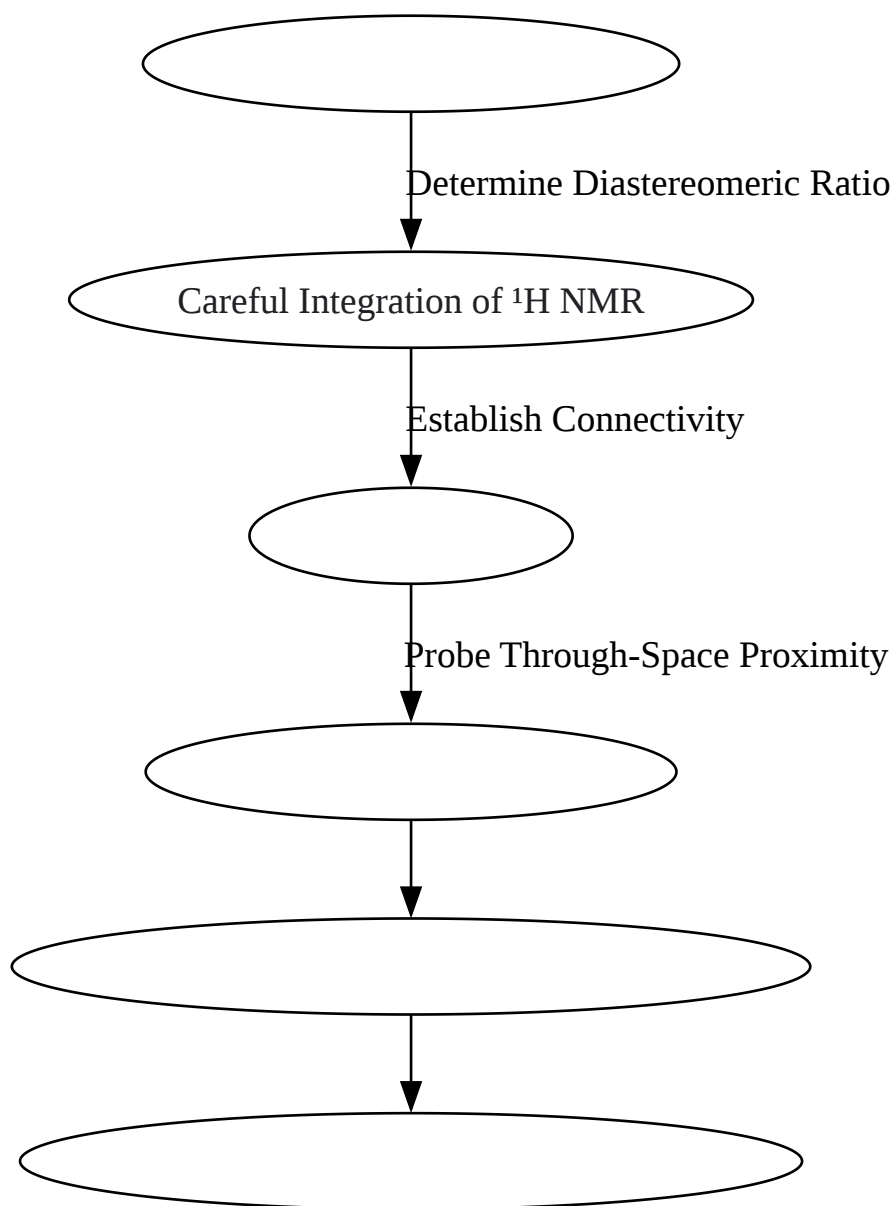 Determine Diastereomeric Ratio
Careful Integration of ¹H NMR
Establish Connectivity
Probe Through-Space Proximity